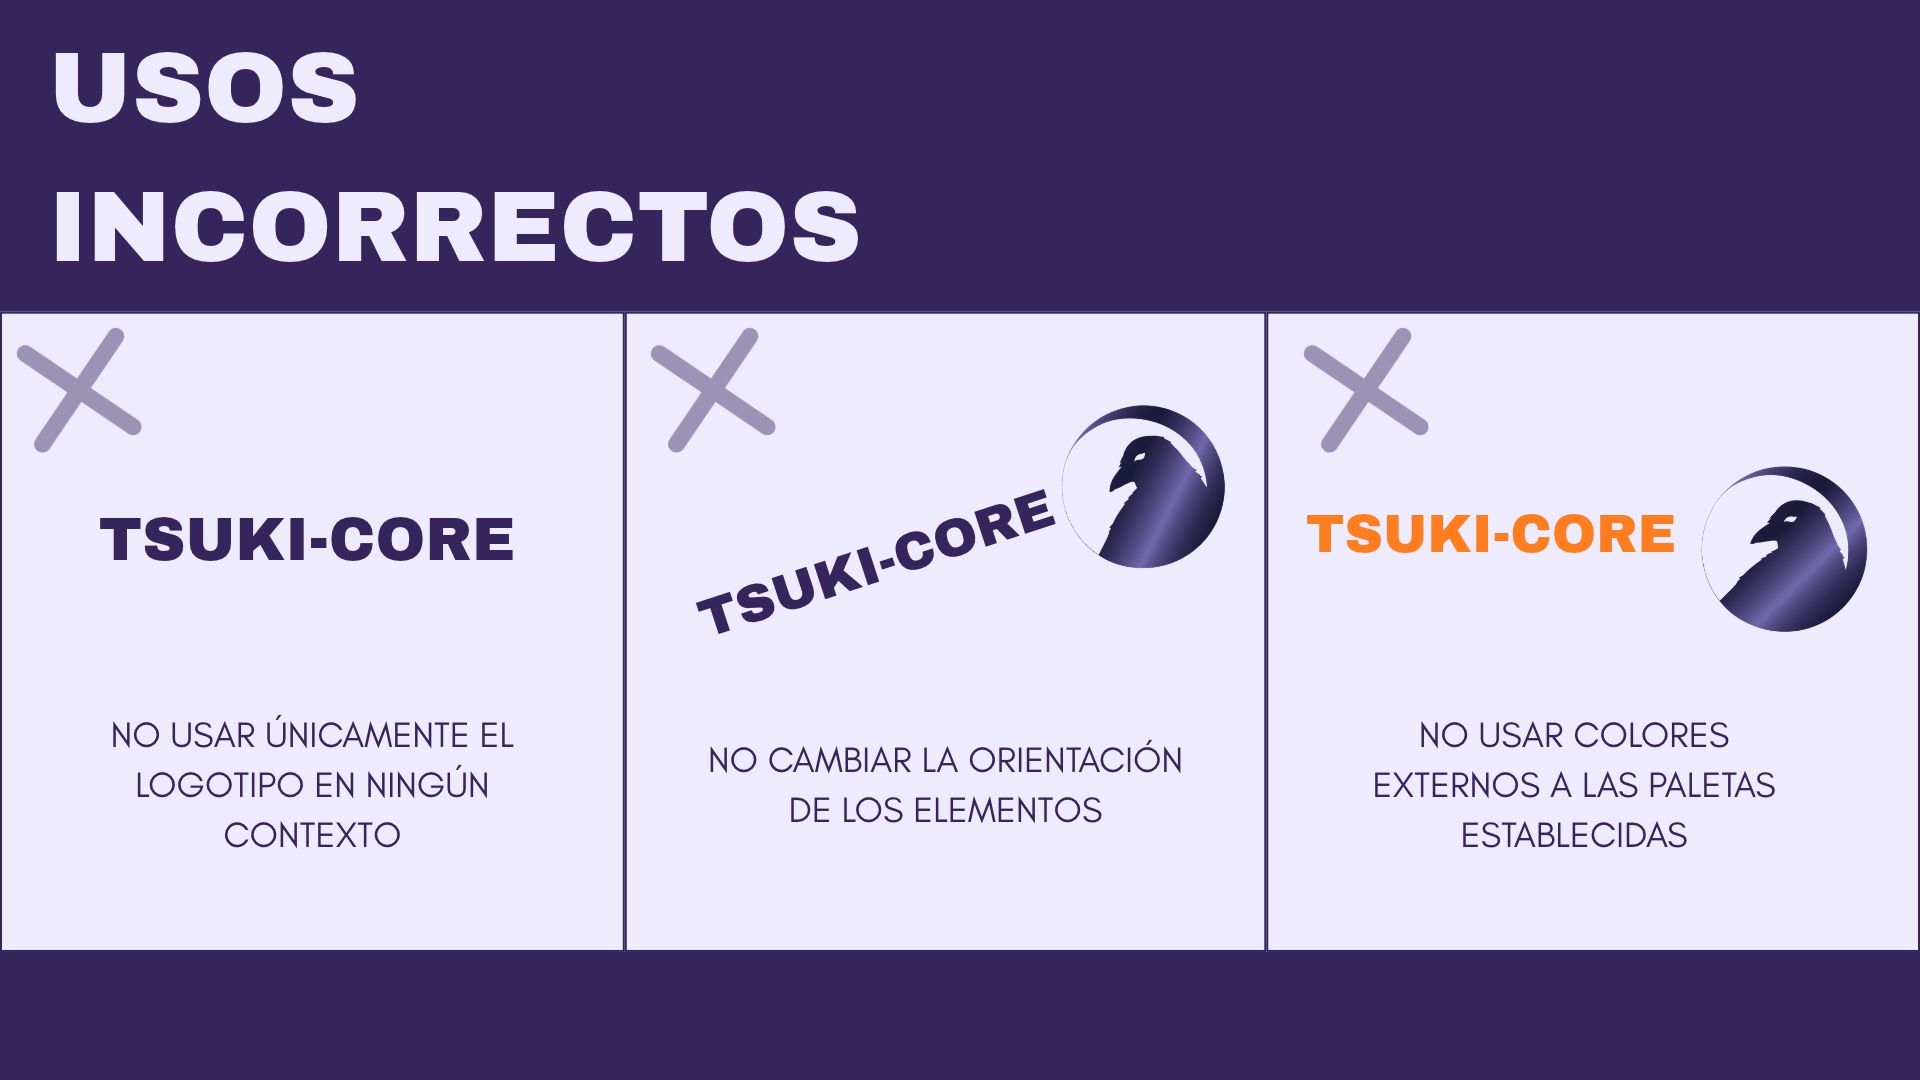 USOS
INCORRECTOS
TSUKI-CORE
NO USAR ÚNICAMENTE EL
LOGOTIPO EN NINGÚN
CONTEXTO
TSUKI-CORE
NO CAMBIAR LA ORIENTACIÓN
DE LOS ELEMENTOS
TSUKI-CORE
NO USAR COLORES
EXTERNOS A LAS PALETAS
ESTABLECIDAS